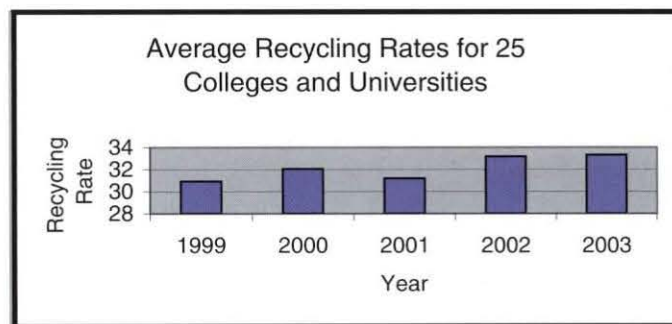 Average Recycling Rates for 25
Colleges and Universities
Recycling
Rate
34
32
30
28
1999 2000 2001 2002 2003
Year